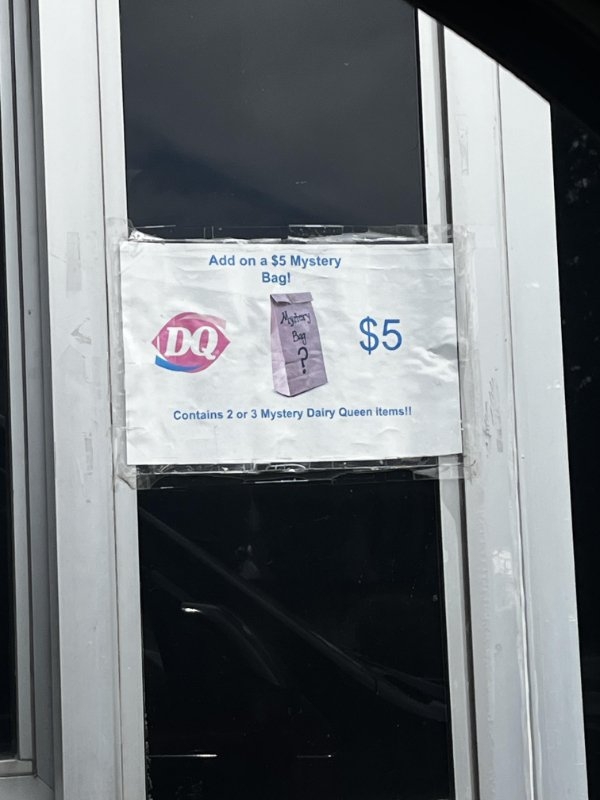 Add on a $5 Mystery
Bag!
DQ
Mystery
Bag
?
$5
Contains 2 or 3 Mystery Dairy Queen items!!